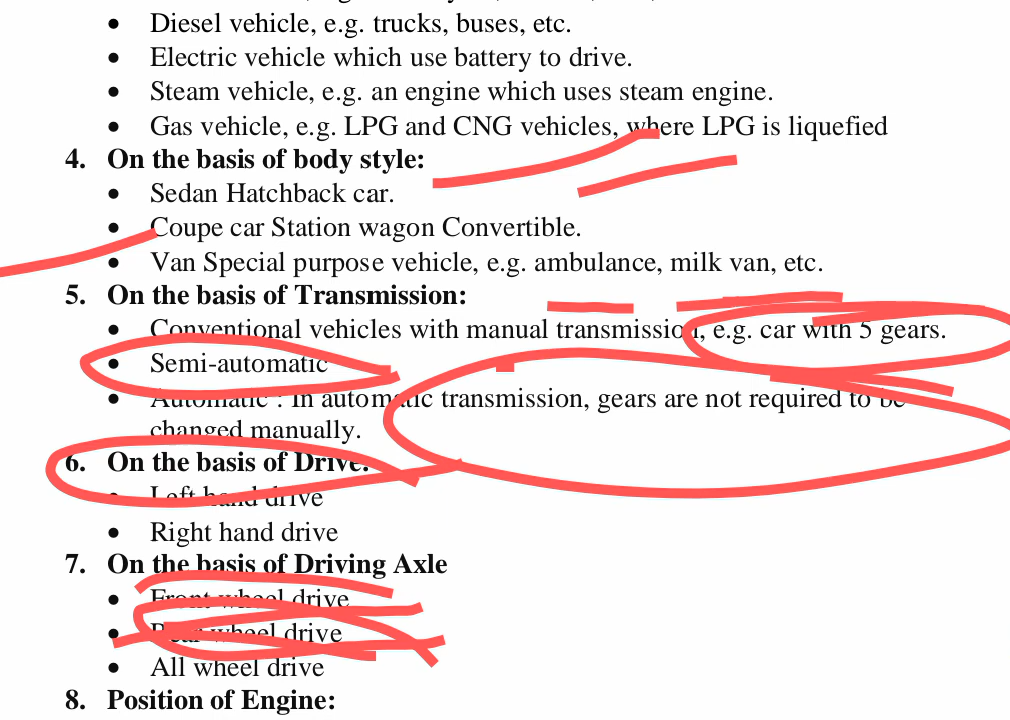 • Diesel vehicle, e.g. trucks, buses, etc.
• Electric vehicle which use battery to drive.
• Steam vehicle, e.g. an engine which uses steam engine.
• Gas vehicle, e.g. LPG and CNG vehicles, where LPG is liquefied
4. On the basis of body style:
• Sedan Hatchback car.
• Coupe car Station wagon Convertible.
• Van Special purpose vehicle, e.g. ambulance, milk van, etc.
5. On the basis of Transmission:
• Conventional vehicles with manual transmission, e.g. car with 5 gears.
• Semi-automatic
• Automatic : In automatic transmission, gears are not required to be
changed manually.
6. On the basis of Drive:
• Left hand drive
• Right hand drive
7. On the basis of Driving Axle
• Front wheel drive
• Rear wheel drive
• All wheel drive
8. Position of Engine: